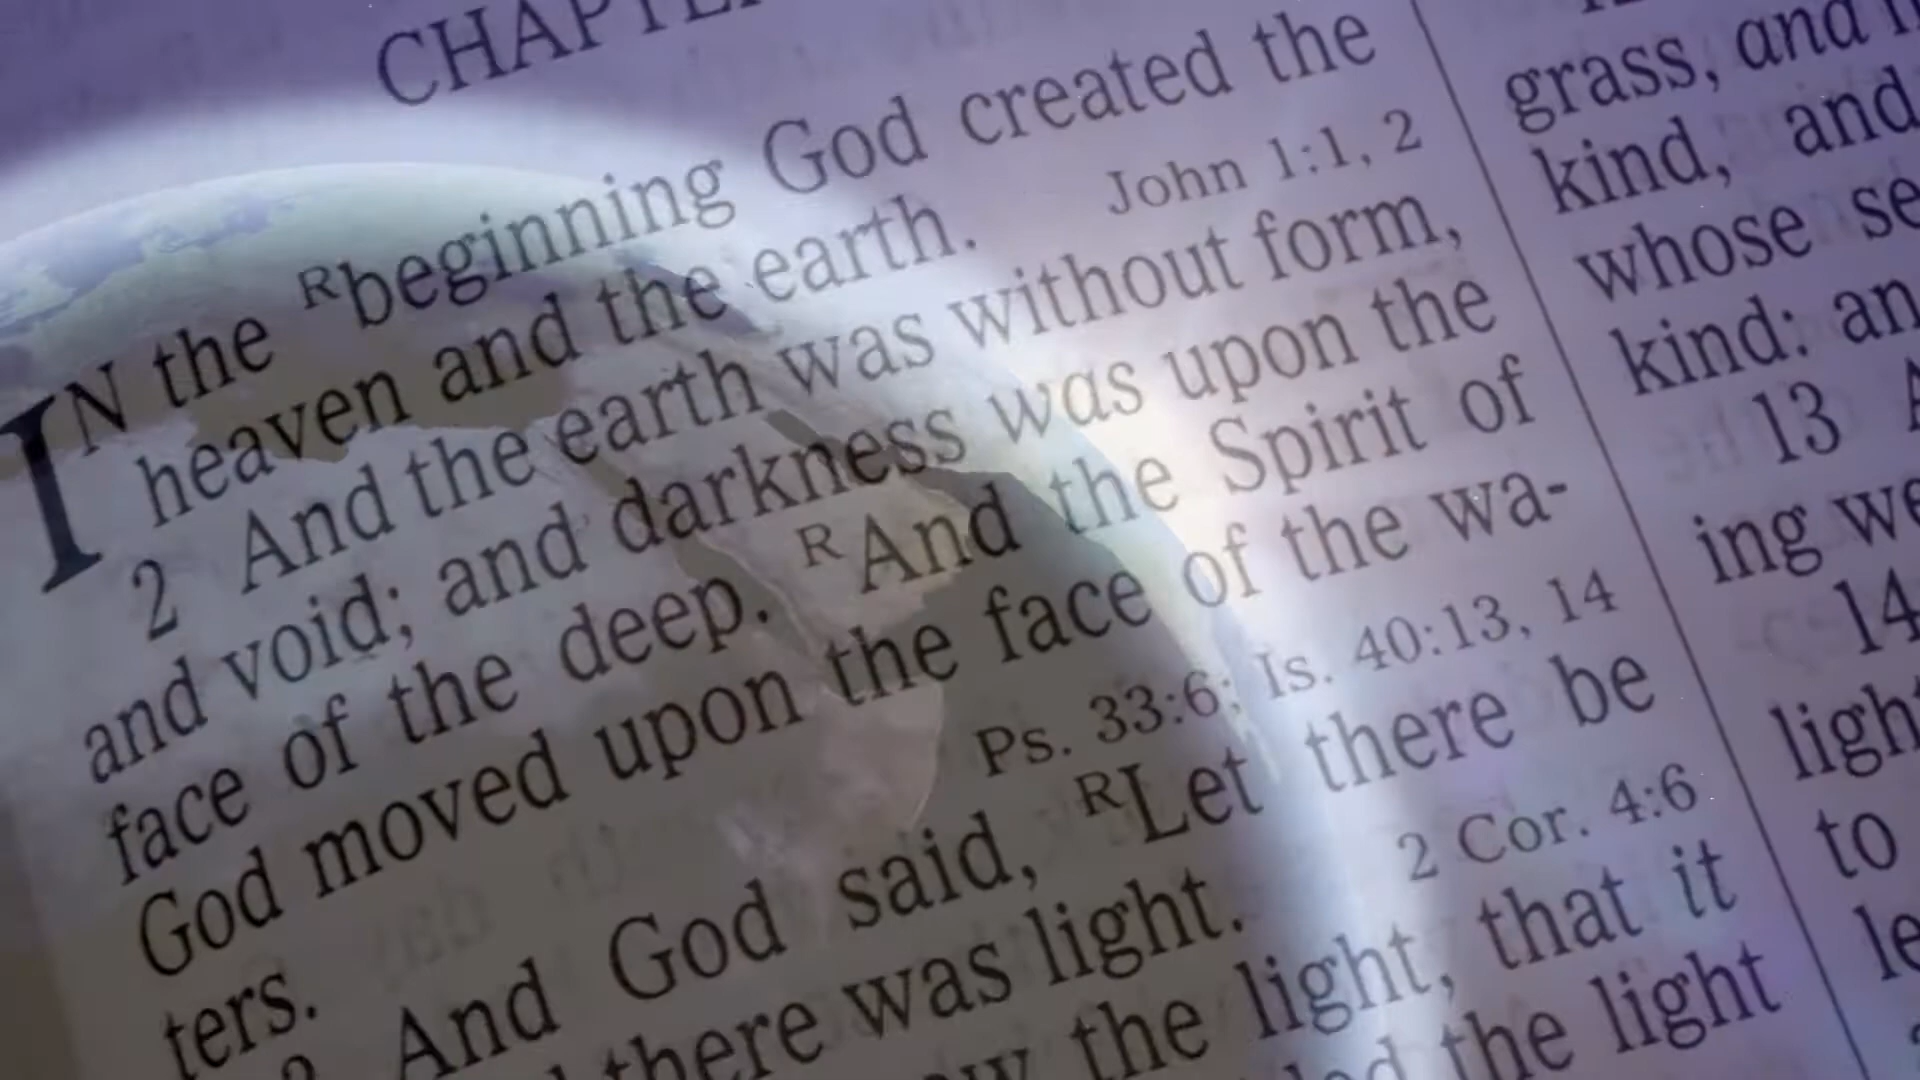 CHAPTE
IN the Rbeginning God created the
heaven and the earth. John 1:1, 2
2 And the earth was without form,
and void; and darkness was upon the
face of the deep. RAnd the Spirit of
God moved upon the face of the wa-
ters. Ps. 33:6; Is. 40:13, 14
And God said, RLet there be
there was light. 2 Cor. 4:6
the light, that it
the light
grass, and
kind, and
whose se
kind: an
13 A
ing we
14
light
to
le